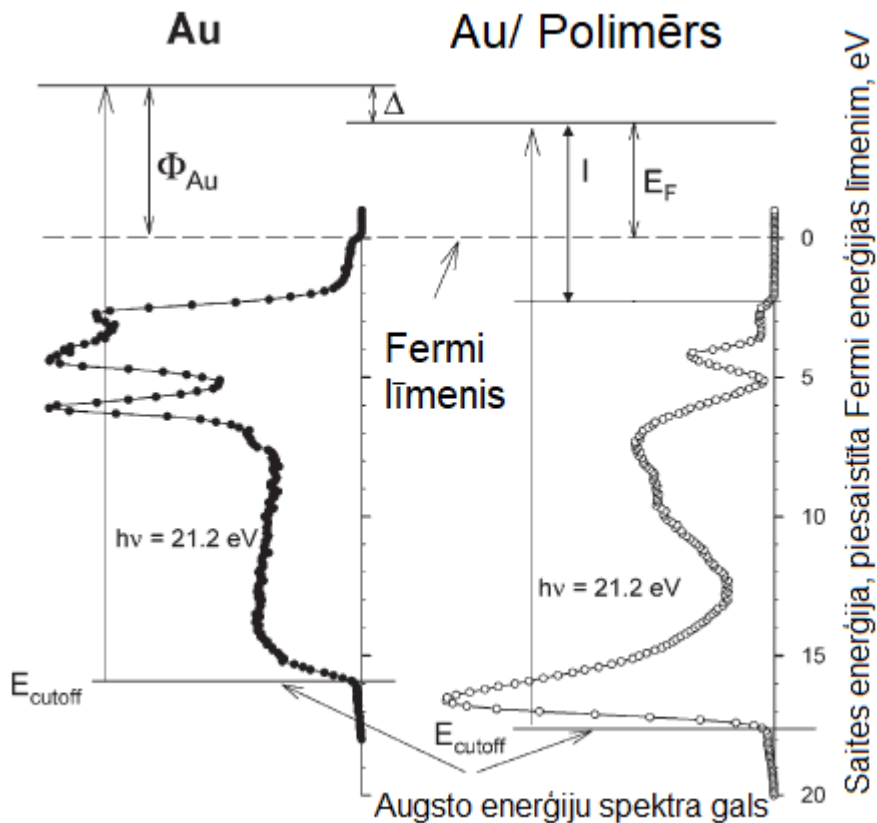 Au
Au/ Polimērs
Δ
Φ_Au
I
E_F
0
Fermi
līmenis
5
10
hν = 21.2 eV
hν = 21.2 eV
15
E_cutoff
E_cutoff
20
Augsto enerģiju spektra gals
Saites enerģija, piesaistīta Fermi enerģijas līmenim, eV